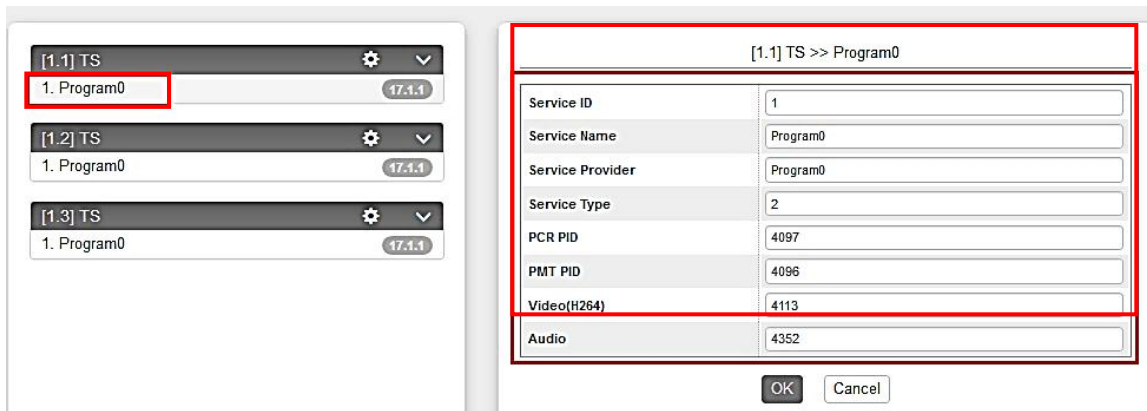 [1.1] TS
1. Program0 17.1.1
[1.2] TS
1. Program0 17.1.1
[1.3] TS
1. Program0 17.1.1
[1.1] TS >> Program0
Service ID 1
Service Name Program0
Service Provider Program0
Service Type 2
PCR PID 4097
PMT PID 4096
Video(H264) 4113
Audio 4352
OK Cancel